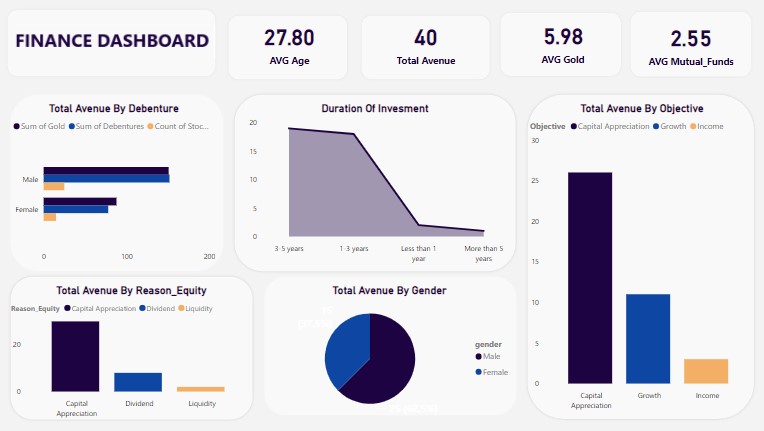 FINANCE DASHBOARD
27.80
AVG Age
40
Total Avenue
5.98
AVG Gold
2.55
AVG Mutual_Funds
Total Avenue By Debenture
Sum of Gold Sum of Debentures Count of Stoc...
Male
Female
0 100 200
Duration Of Invesment
20
15
10
5
0
3-5 years 1-3 years Less than 1 More than 5
year years
Total Avenue By Objective
Objective Capital Appreciation Growth Income
30
25
20
15
10
5
0
Capital Growth Income
Appreciation
Total Avenue By Reason_Equity
Reason_Equity Capital Appreciation Dividend Liquidity
20
0
Capital Dividend Liquidity
Appreciation
Total Avenue By Gender
gender
Male
Female